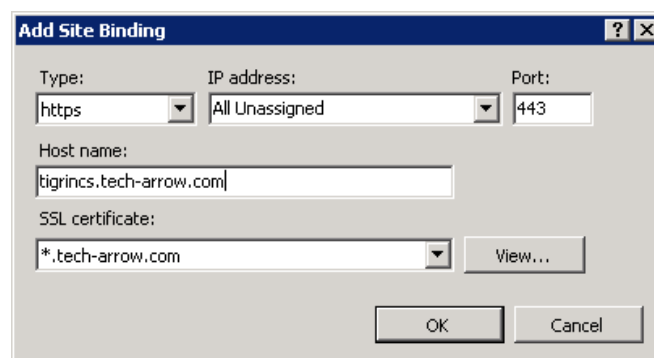 Add Site Binding
Type: IP address: Port:
https All Unassigned 443
Host name:
tigrincs.tech-arrow.com
SSL certificate:
*.tech-arrow.com View...
OK Cancel